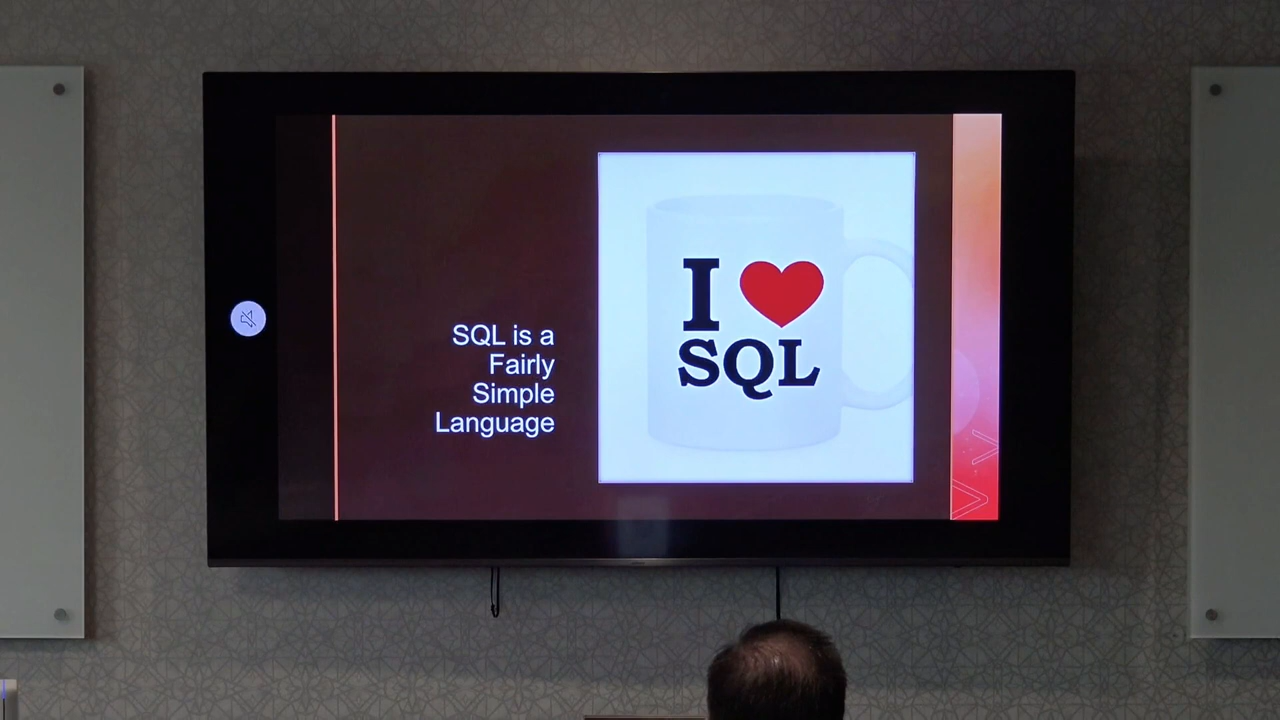 SQL is a
Fairly
Simple
Language
I ❤ SQL